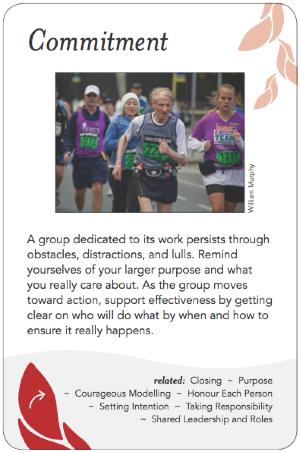 Commitment
William Murphy
A group dedicated to its work persists through
obstacles, distractions, and lulls. Remind
yourselves of your larger purpose and what
you really care about. As the group moves
toward action, support effectiveness by getting
clear on who will do what by when and how to
ensure it really happens.
related: Closing ~ Purpose
~ Courageous Modelling ~ Honour Each Person
~ Setting Intention ~ Taking Responsibility
~ Shared Leadership and Roles